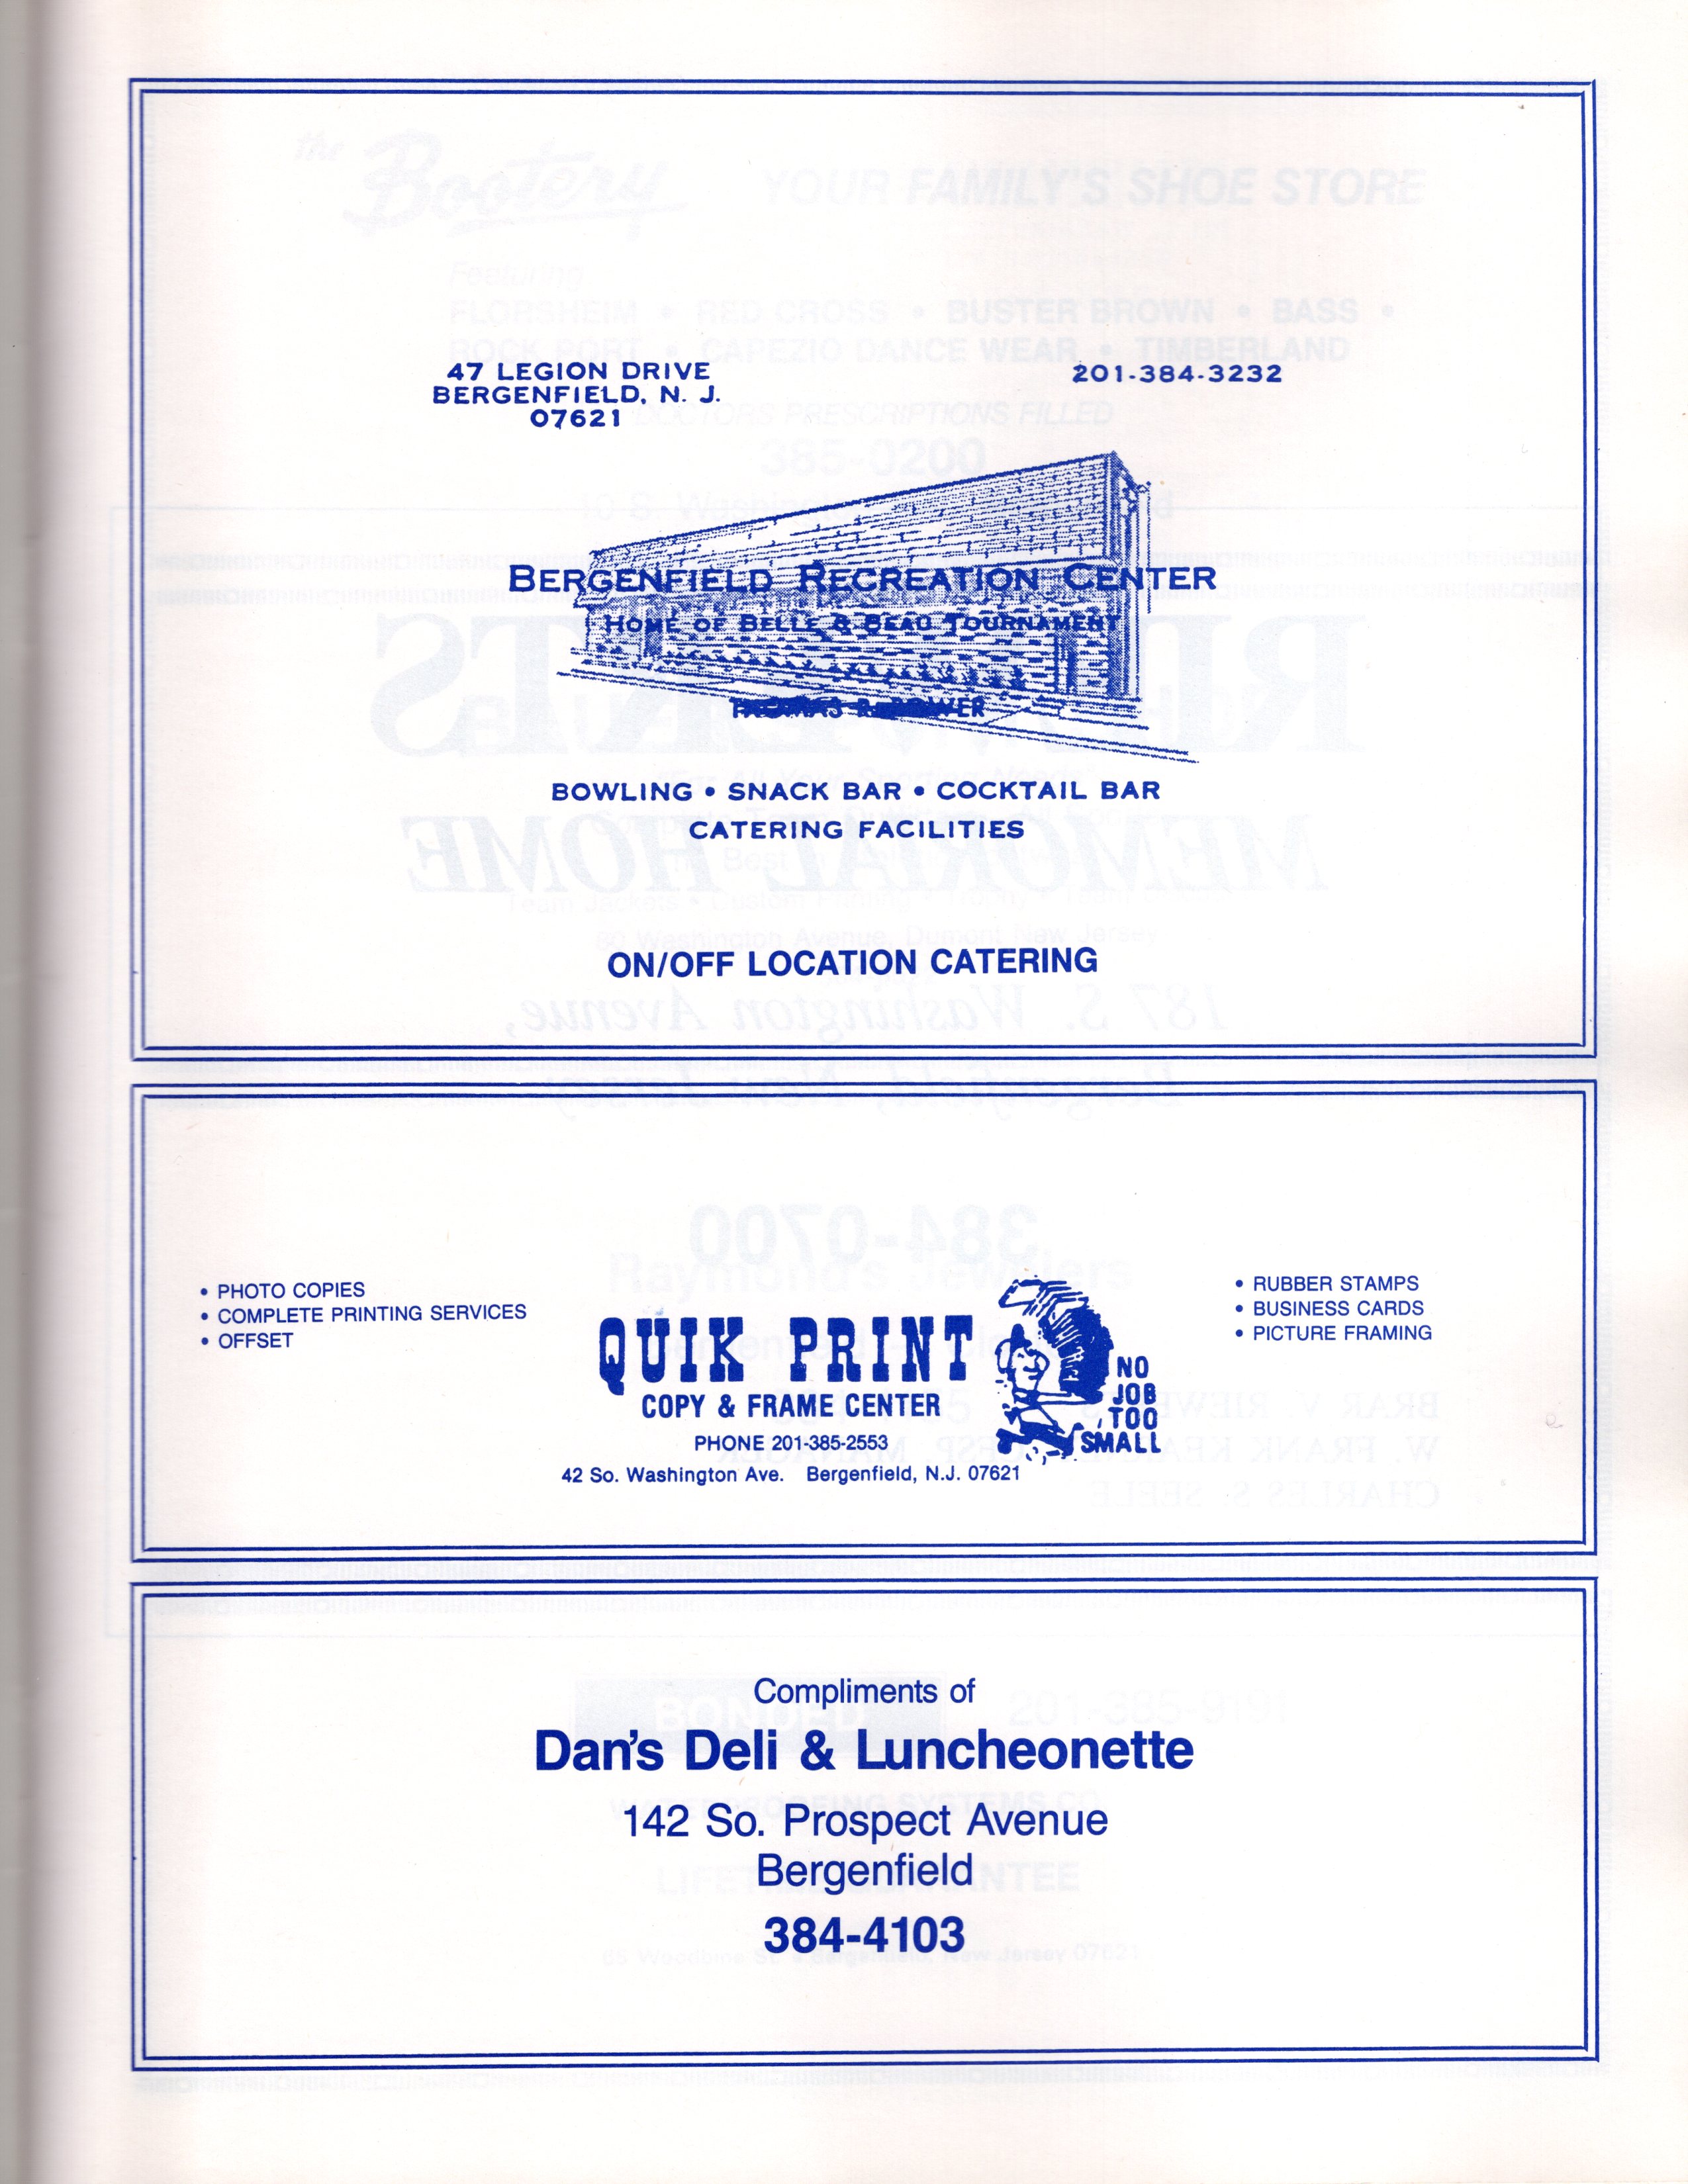 47 LEGION DRIVE
BERGENFIELD, N. J.
07621
201-384-3232
BERGENFIELD RECREATION CENTER
HOME OF BELLE & BEAU TOURNAMENT
BOWLING • SNACK BAR • COCKTAIL BAR
CATERING FACILITIES
ON/OFF LOCATION CATERING
• PHOTO COPIES
• COMPLETE PRINTING SERVICES
• OFFSET
QUIK PRINT
COPY & FRAME CENTER
PHONE 201-385-2553
42 So. Washington Ave. Bergenfield, N.J. 07621
NO
JOB
TOO
SMALL
• RUBBER STAMPS
• BUSINESS CARDS
• PICTURE FRAMING
Compliments of
Dan's Deli & Luncheonette
142 So. Prospect Avenue
Bergenfield
384-4103